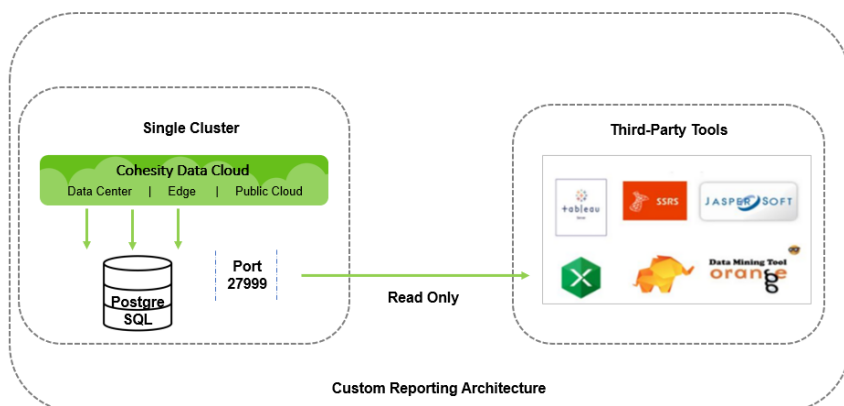 Single Cluster
Cohesity Data Cloud
Data Center | Edge | Public Cloud
Postgre
SQL
Port
27999
Read Only
Third-Party Tools
+ableau
SSRS
JASPERSOFT
X
Data Mining Tool
orange
Custom Reporting Architecture